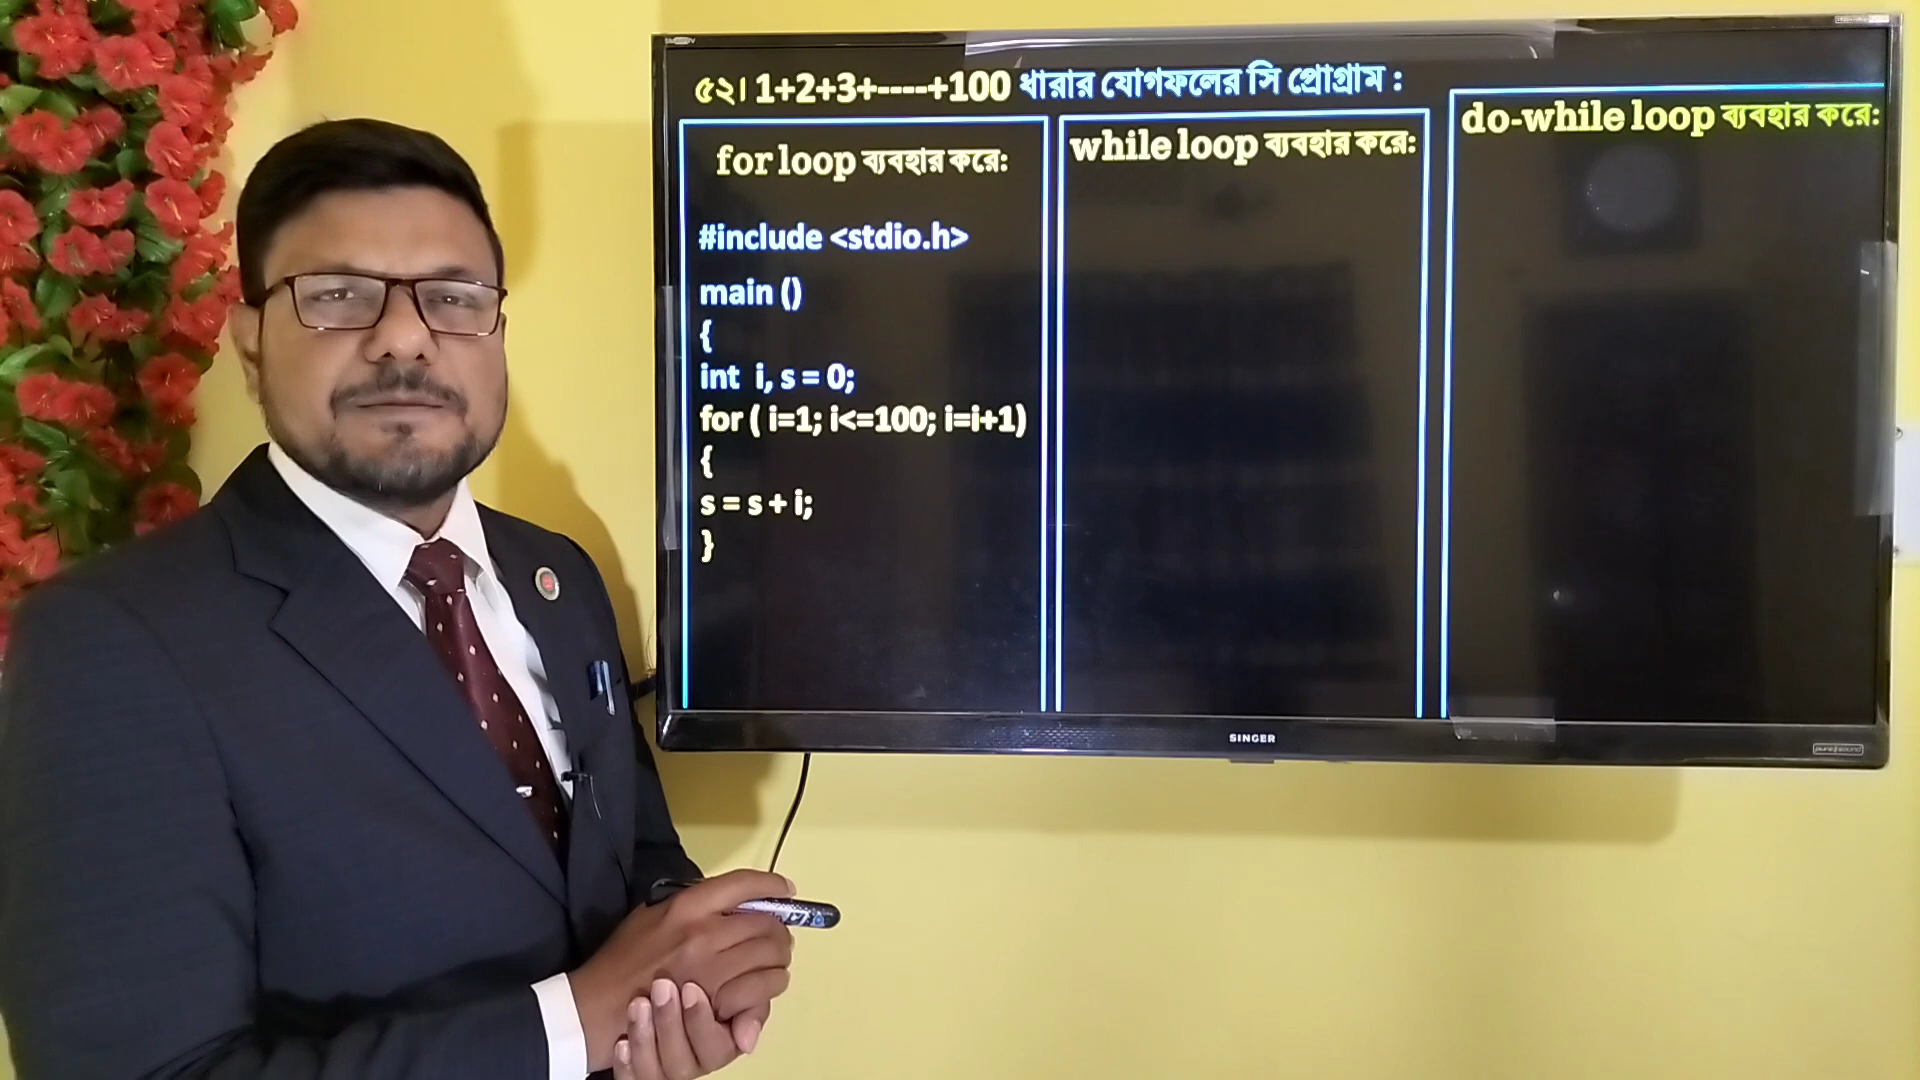 ৫২। 1+2+3+----+100 ধারার যোগফলের সি প্রোগ্রাম :
for loop ব্যবহার করে:
#include <stdio.h>
main ()
{
int i, s = 0;
for ( i=1; i<=100; i=i+1)
{
s = s + i;
}
while loop ব্যবহার করে:
do-while loop ব্যবহার করে:
SINGER